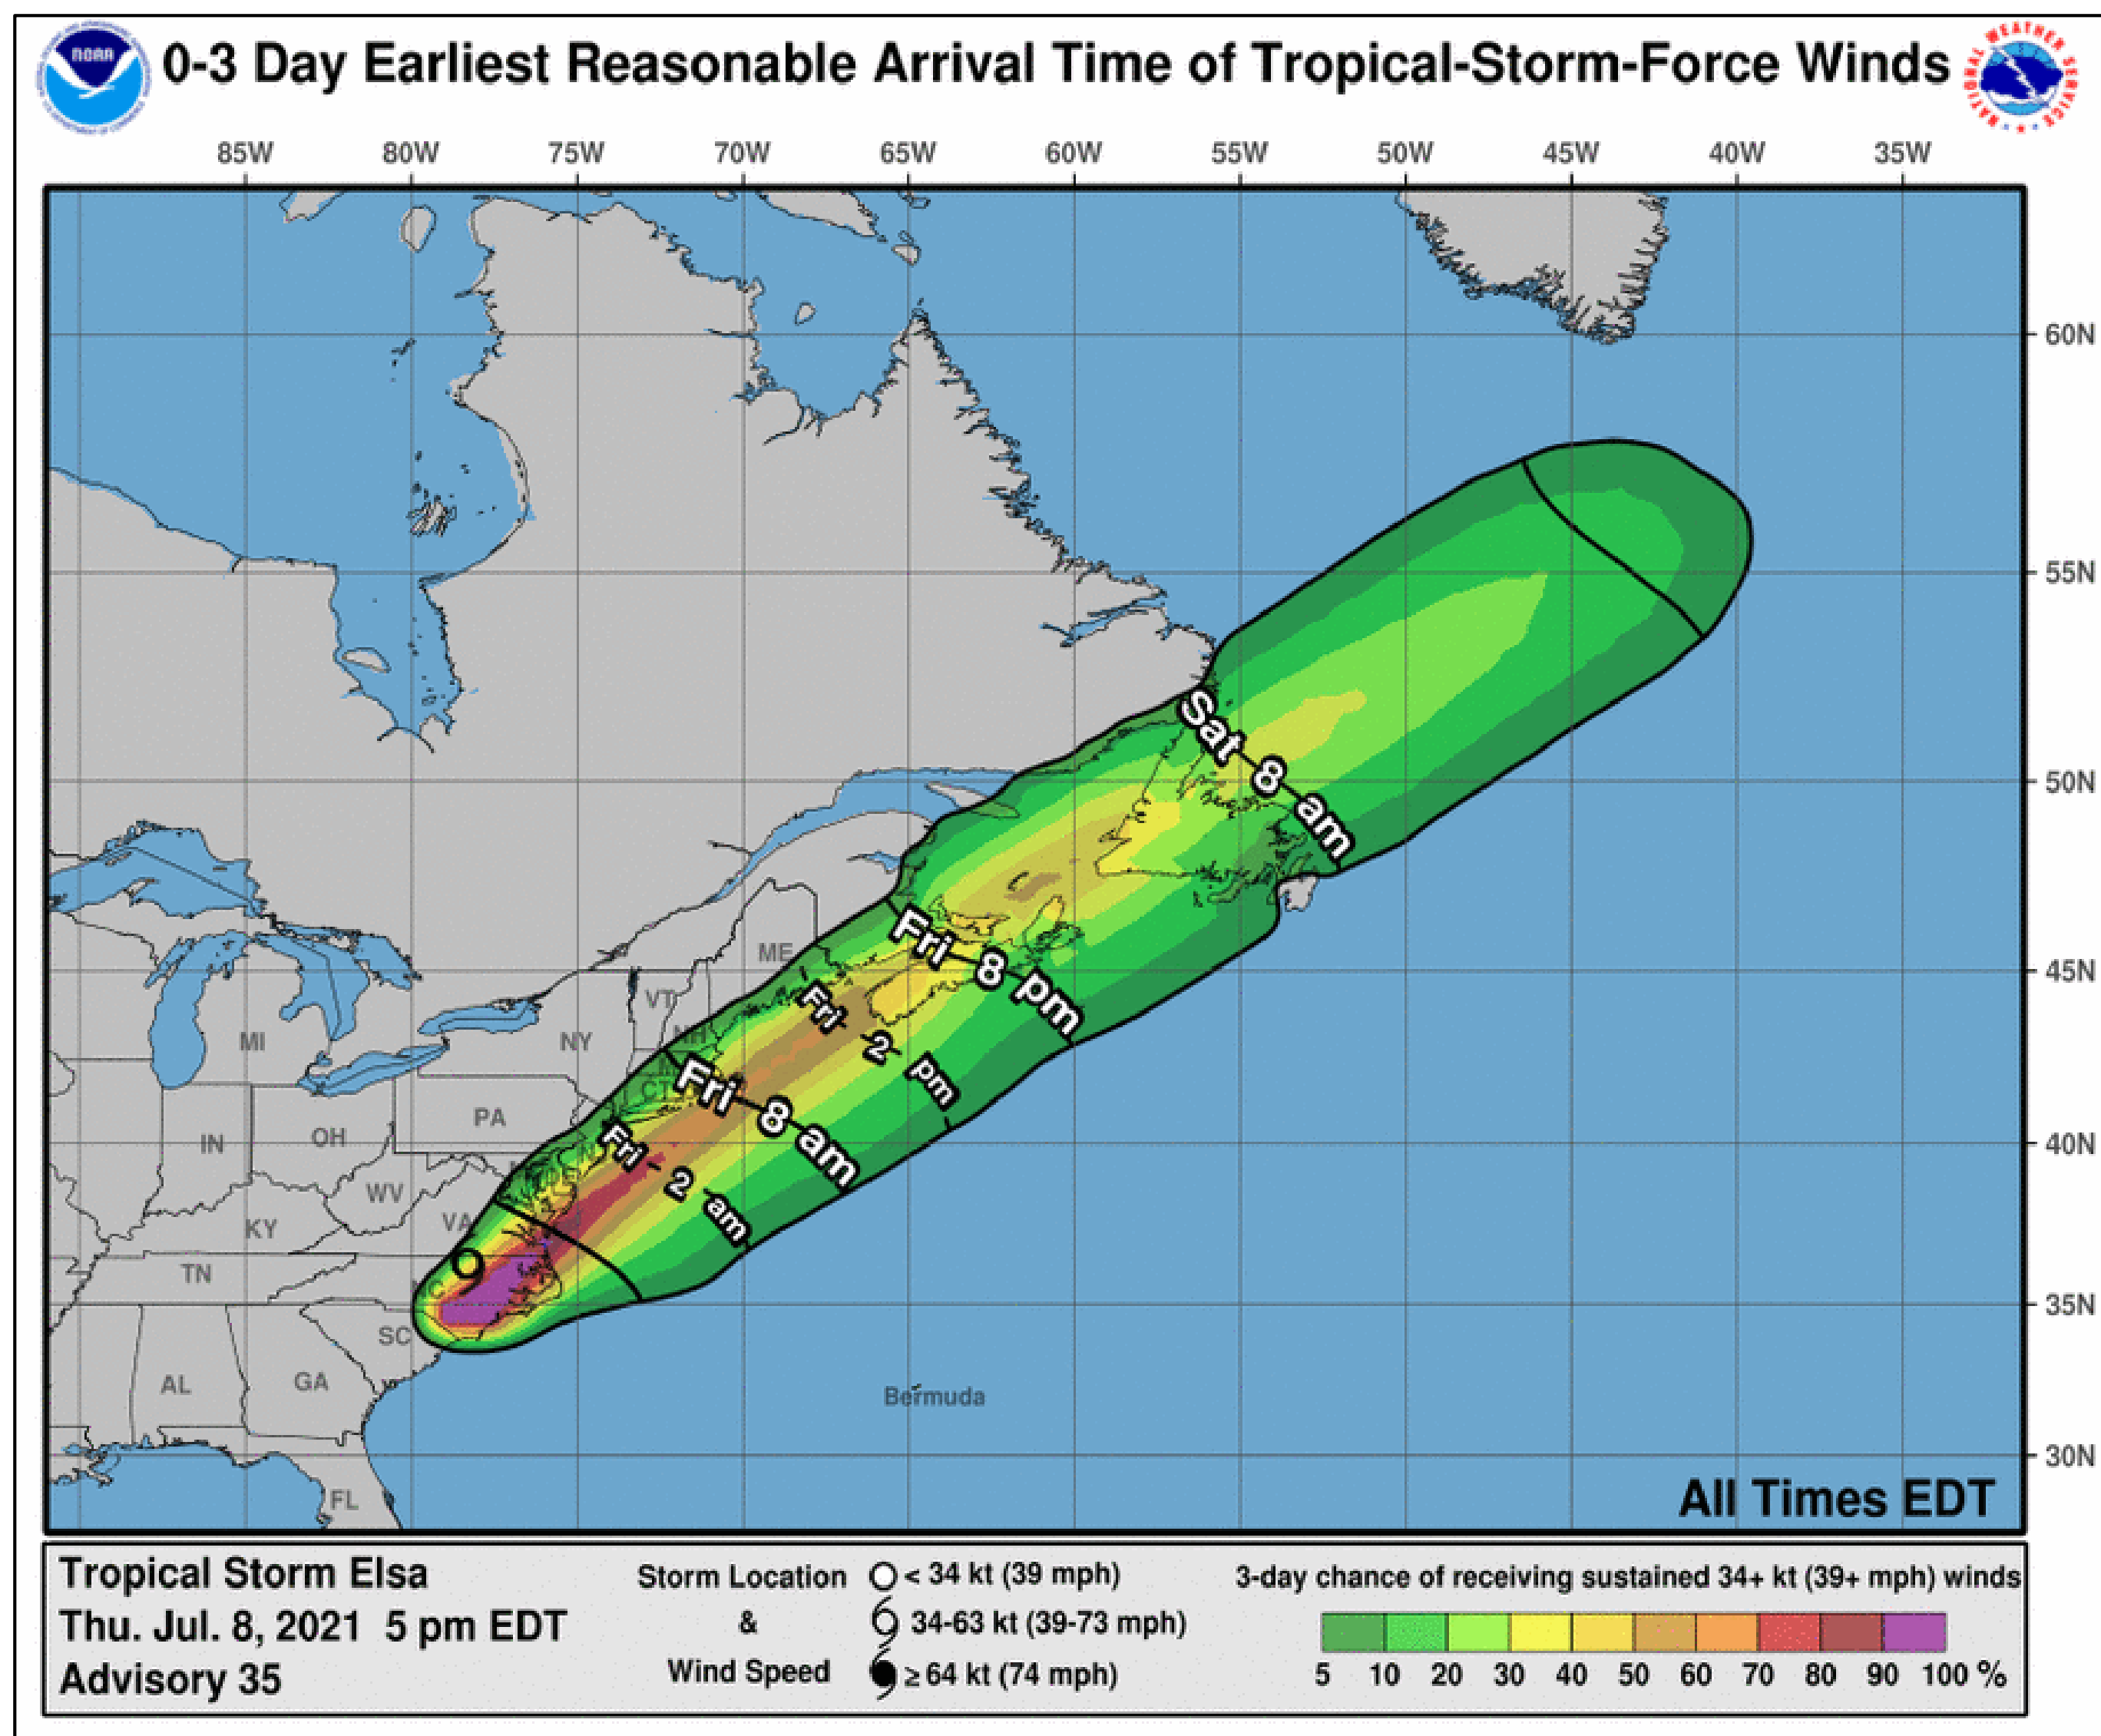 NOAA
0-3 Day Earliest Reasonable Arrival Time of Tropical-Storm-Force Winds
NATIONAL WEATHER SERVICE
85W 80W 75W 70W 65W 60W 55W 50W 45W 40W 35W
60N
55N
Sat 8 am
50N
Fri 8 pm
ME
45N
VT
Fri 2 pm
MI
NY
NH
CT
Fri 8 am
PA
OH
IN
40N
Fri 2 am
WV
VA
KY
TN
35N
SC
AL
GA
Bermuda
30N
FL
All Times EDT
Tropical Storm Elsa
Thu. Jul. 8, 2021 5 pm EDT
Advisory 35
Storm Location
&
Wind Speed
< 34 kt (39 mph)
34-63 kt (39-73 mph)
≥ 64 kt (74 mph)
3-day chance of receiving sustained 34+ kt (39+ mph) winds
5 10 20 30 40 50 60 70 80 90 100 %